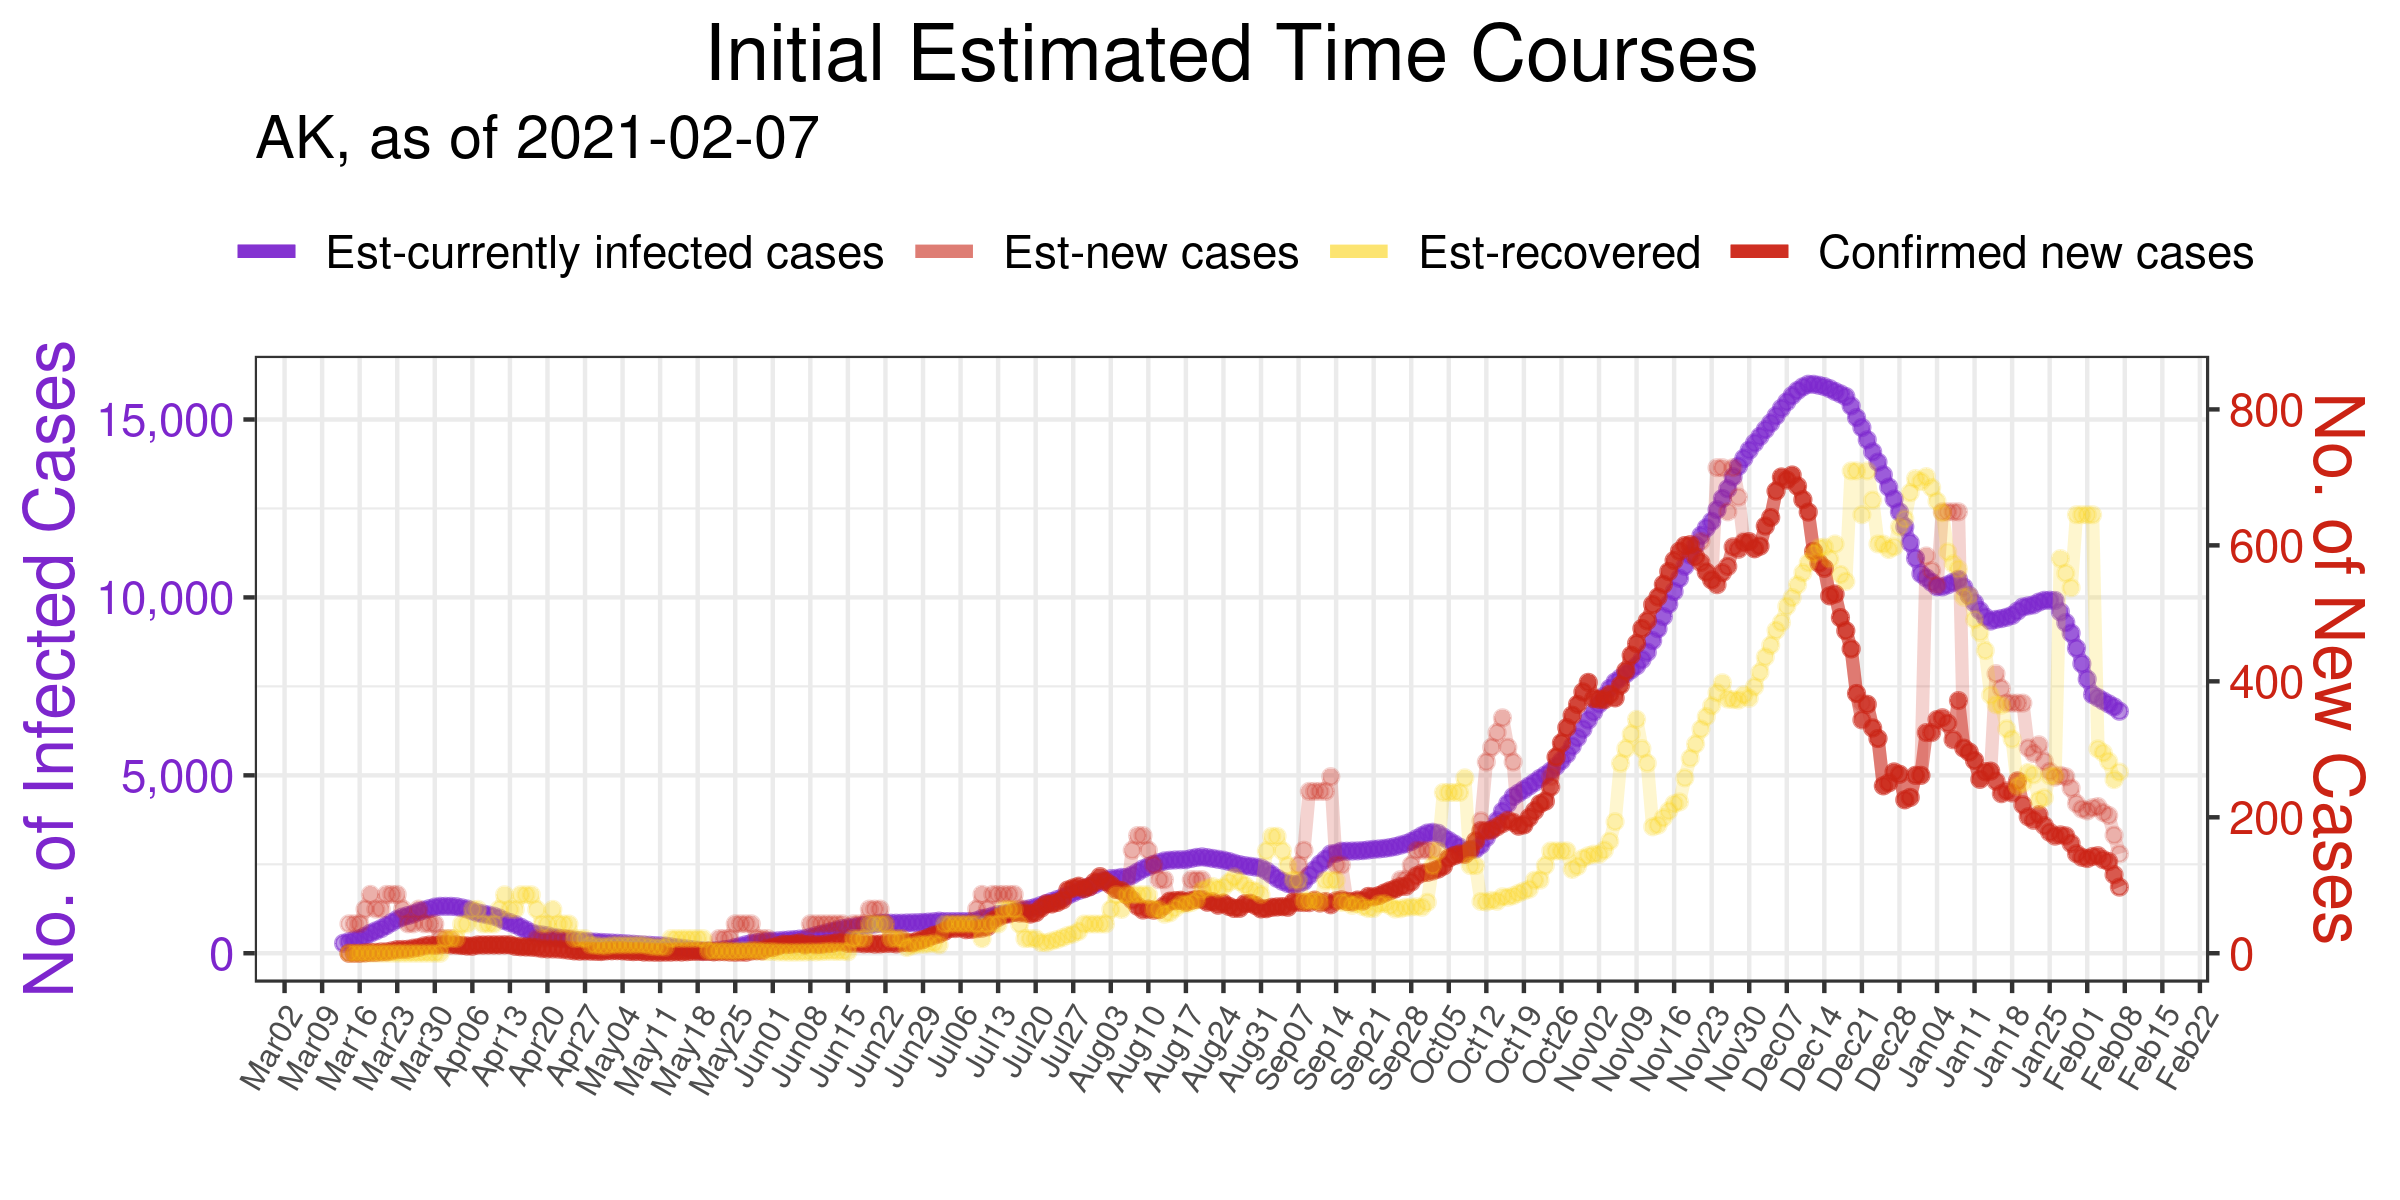 Initial Estimated Time Courses
AK, as of 2021-02-07
Est-currently infected cases Est-new cases Est-recovered Confirmed new cases
No. of Infected Cases
15,000
10,000
5,000
0
800
600
400
200
0
No. of New Cases
Mar02 Mar09 Mar16 Mar23 Mar30 Apr06 Apr13 Apr20 Apr27 May04 May11 May18 May25 Jun01 Jun08 Jun15 Jun22 Jun29 Jul06 Jul13 Jul20 Jul27 Aug03 Aug10 Aug17 Aug24 Aug31 Sep07 Sep14 Sep21 Sep28 Oct05 Oct12 Oct19 Oct26 Nov02 Nov09 Nov16 Nov23 Nov30 Dec07 Dec14 Dec21 Dec28 Jan04 Jan11 Jan18 Jan25 Feb01 Feb08 Feb15 Feb22